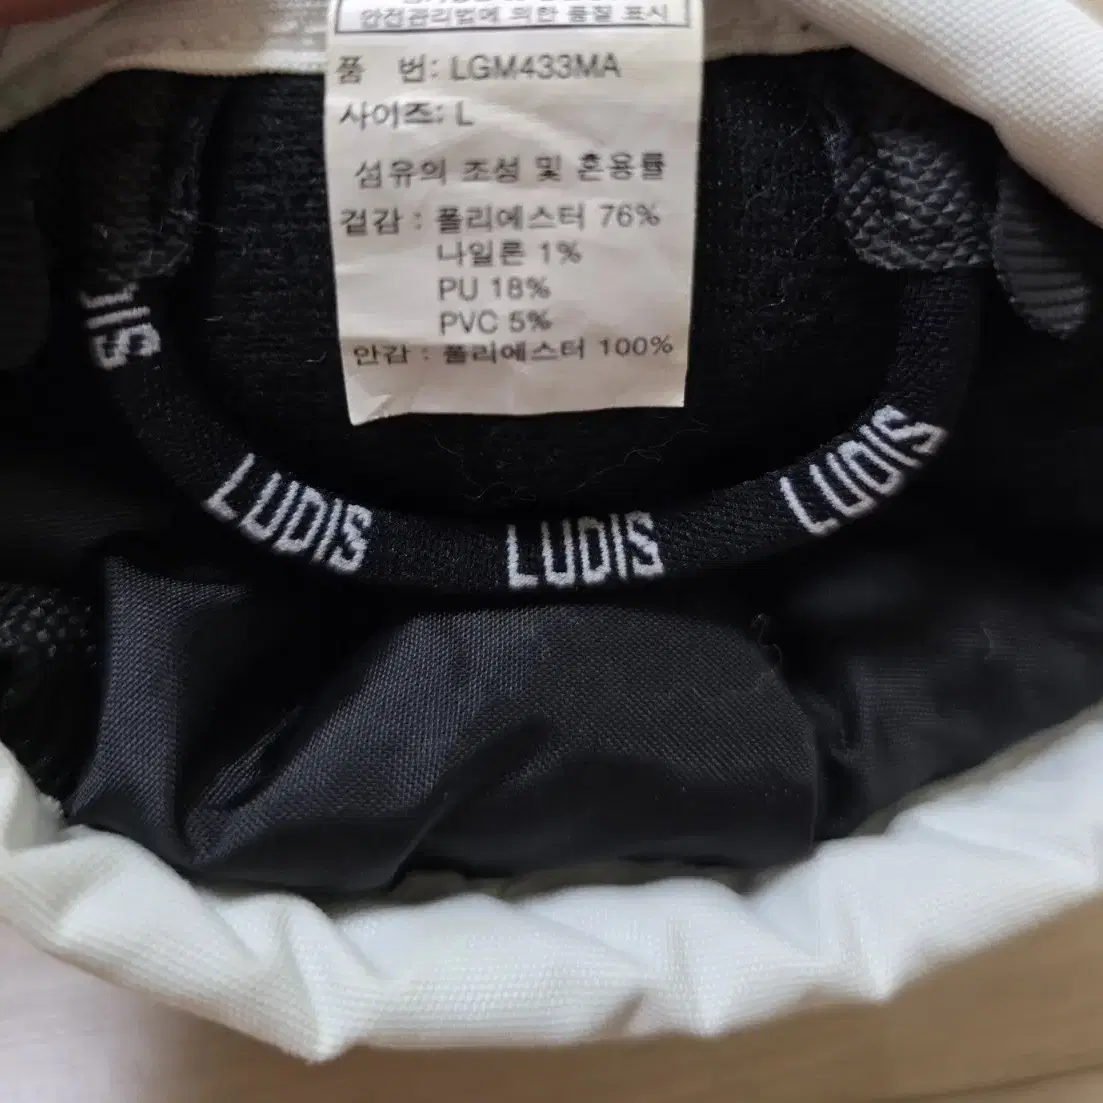 안전관리법에 의한 품질 표시
품 번: LGM433MA
사이즈: L
섬유의 조성 및 혼용률
겉감 : 폴리에스터 76%
나일론 1%
PU 18%
PVC 5%
안감 : 폴리에스터 100%
LUDIS
LUDIS
LUDIS